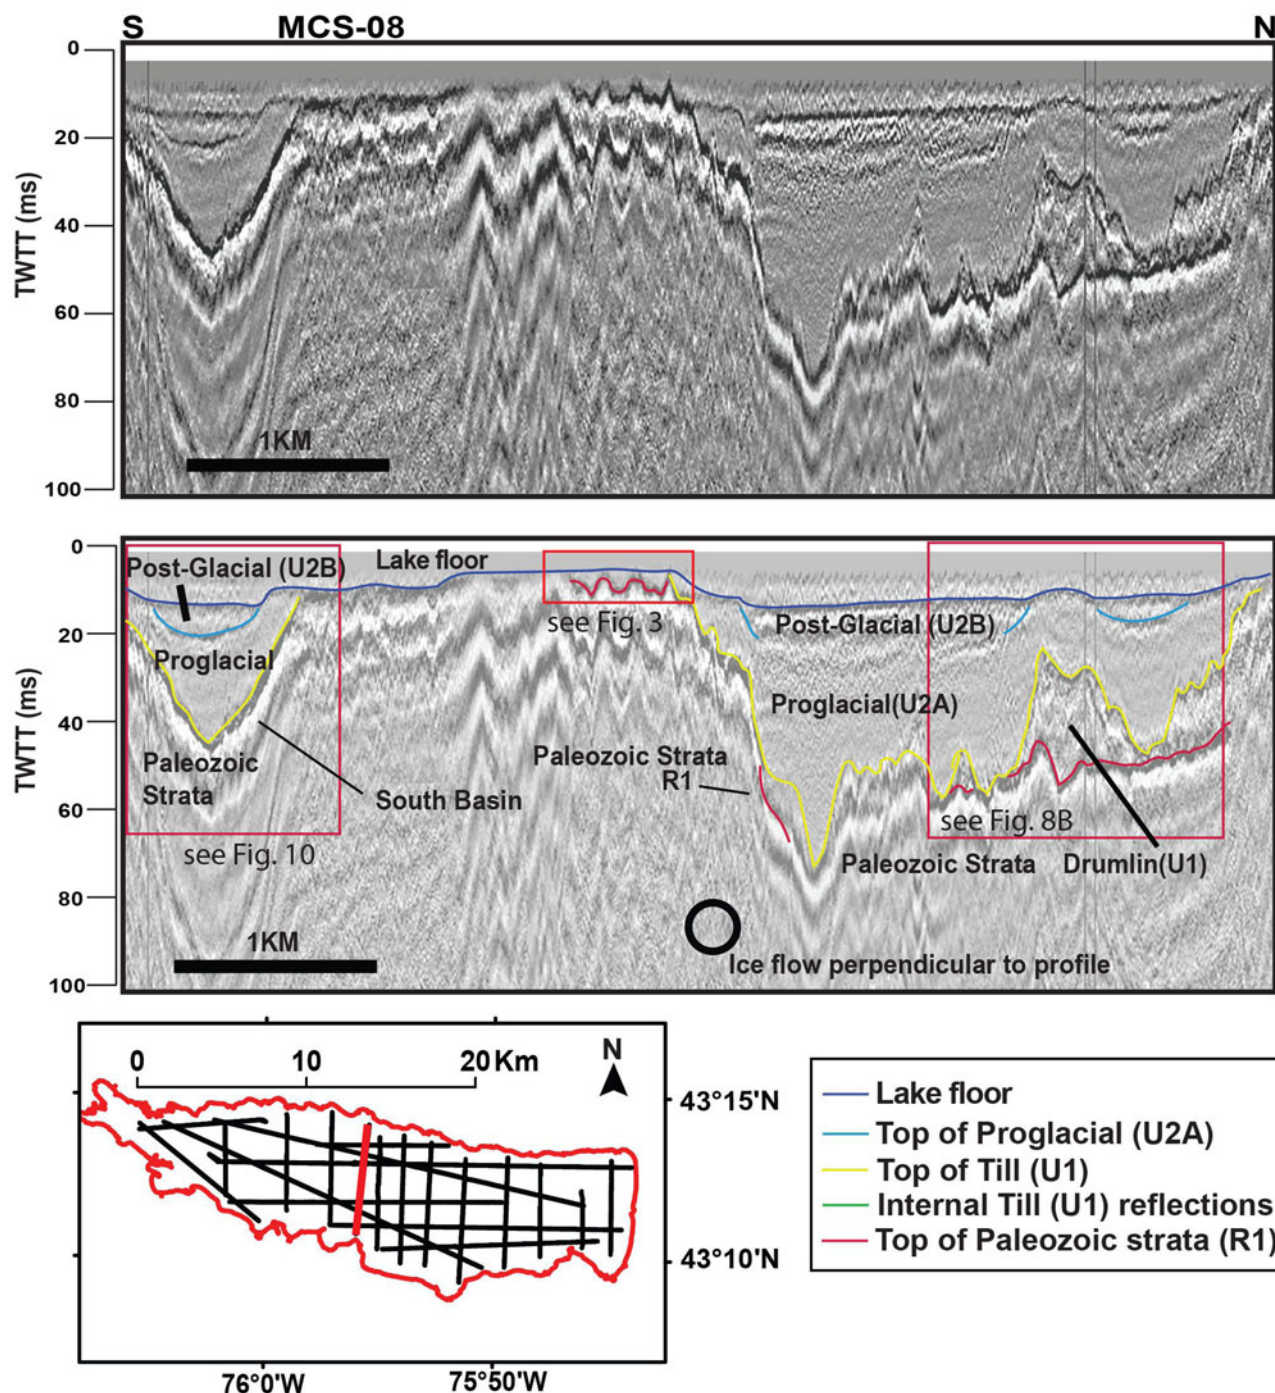 S MCS-08 N
0
20
40
60
80
100
TWTT (ms)
1KM
0
20
40
60
80
100
TWTT (ms)
Post-Glacial (U2B)
Lake floor
see Fig. 3
Post-Glacial (U2B)
Proglacial
Proglacial(U2A)
Paleozoic
Strata
Paleozoic Strata
R1
South Basin
see Fig. 8B
see Fig. 10
Paleozoic Strata
Drumlin(U1)
1KM
Ice flow perpendicular to profile
0 10 20 Km
N
43°15'N
43°10'N
76°0'W 75°50'W
Lake floor
Top of Proglacial (U2A)
Top of Till (U1)
Internal Till (U1) reflections
Top of Paleozoic strata (R1)